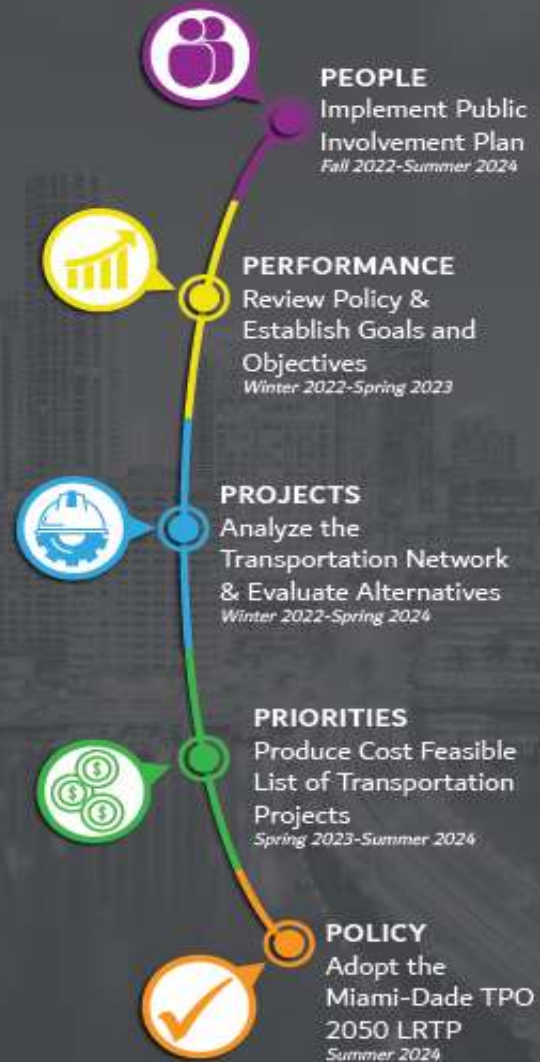 PEOPLE
Implement Public
Involvement Plan
Fall 2022-Summer 2024
PERFORMANCE
Review Policy &
Establish Goals and
Objectives
Winter 2022-Spring 2023
PROJECTS
Analyze the
Transportation Network
& Evaluate Alternatives
Winter 2022-Spring 2024
PRIORITIES
Produce Cost Feasible
List of Transportation
Projects
Spring 2023-Summer 2024
$
$
$
POLICY
Adopt the
Miami-Dade TPO
2050 LRTP
Summer 2024